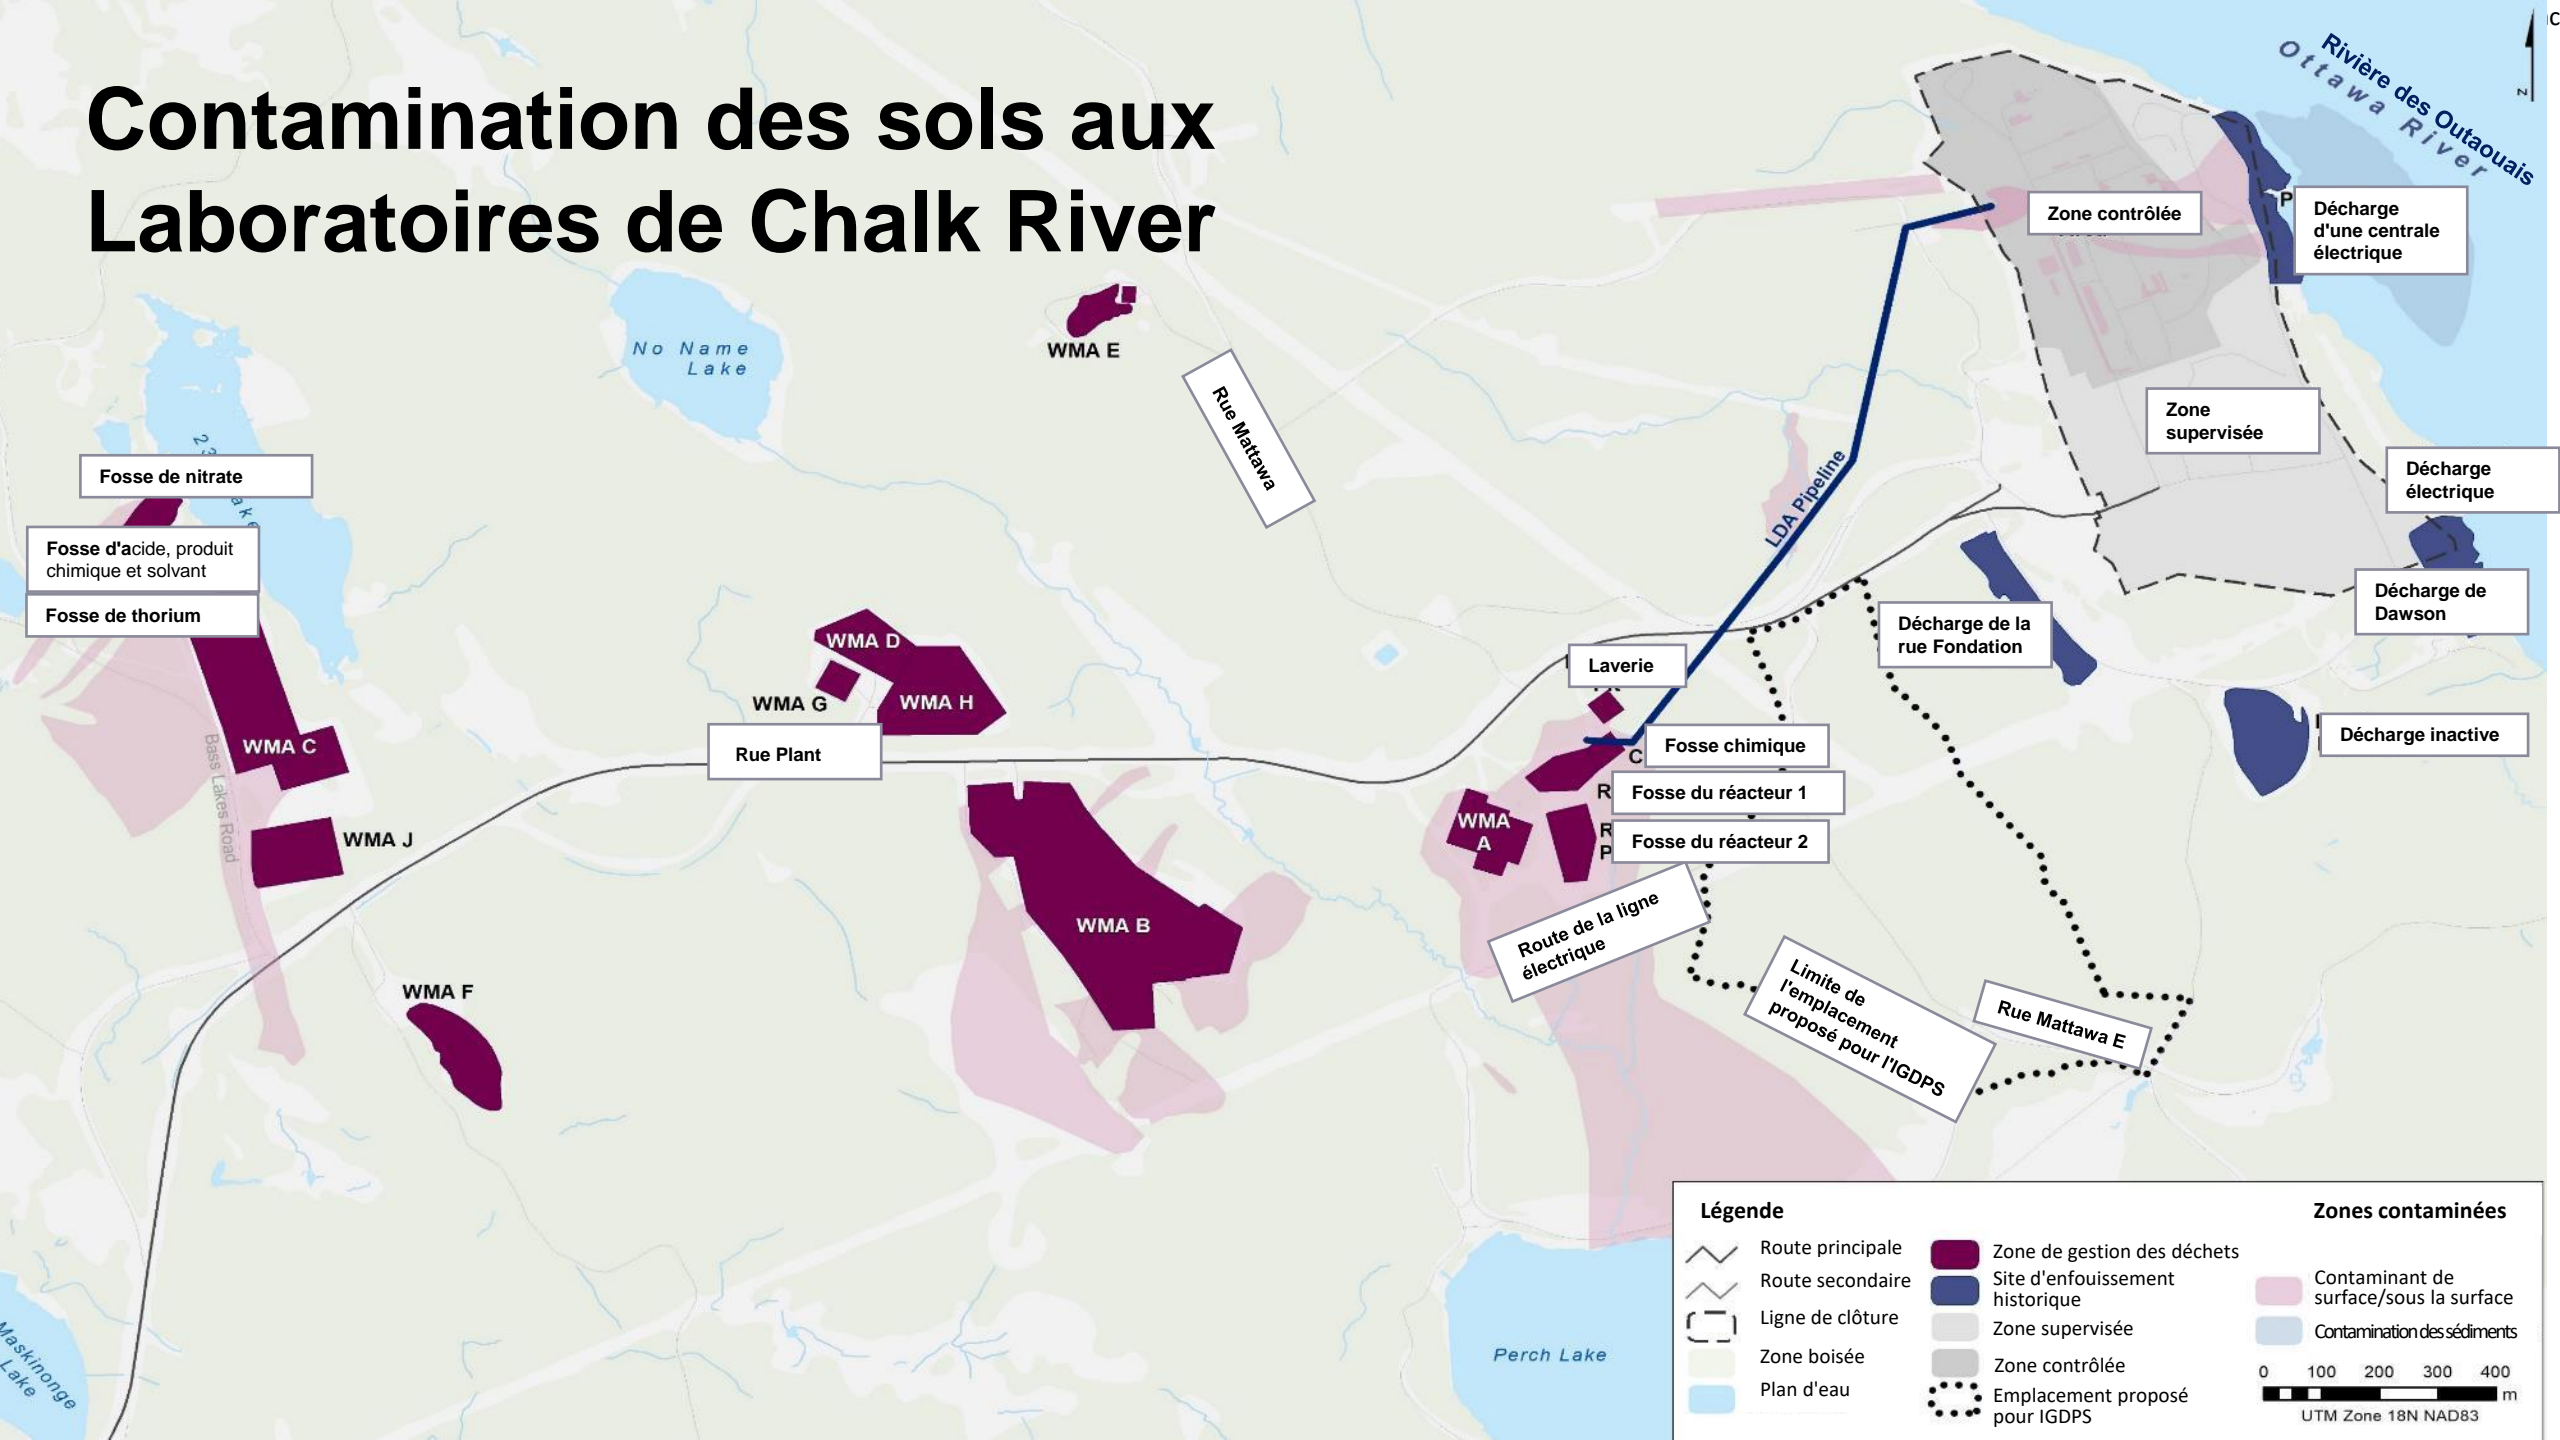 Contamination des sols aux
Laboratoires de Chalk River
c
N
Rivière des Outaouais
Ottawa River
Zone contrôlée
P
Décharge
d'une centrale
électrique
No Name
Lake
WMA E
Rue Mattawa
Zone
supervisée
LDA Pipeline
Décharge
électrique
Fosse de nitrate
Fosse d'acide, produit
chimique et solvant
Fosse de thorium
Décharge de
Dawson
Décharge de la
rue Fondation
WMA D
WMA G
WMA H
Laverie
Rue Plant
WMA C
Bass Lakes Road
WMA J
C
Fosse chimique
Décharge inactive
R
Fosse du réacteur 1
WMA
A
R
P
Fosse du réacteur 2
WMA B
Route de la ligne
électrique
WMA F
Limite de
l'emplacement
proposé pour l'IGDPS
Rue Mattawa E
Maskinonge
Lake
Perch Lake
Légende
Route principale
Route secondaire
Ligne de clôture
Zone boisée
Plan d'eau
Zone de gestion des déchets
Site d'enfouissement
historique
Zone supervisée
Zone contrôlée
Emplacement proposé
pour IGDPS
Zones contaminées
Contaminant de
surface/sous la surface
Contamination des sédiments
0 100 200 300 400
m
UTM Zone 18N NAD83